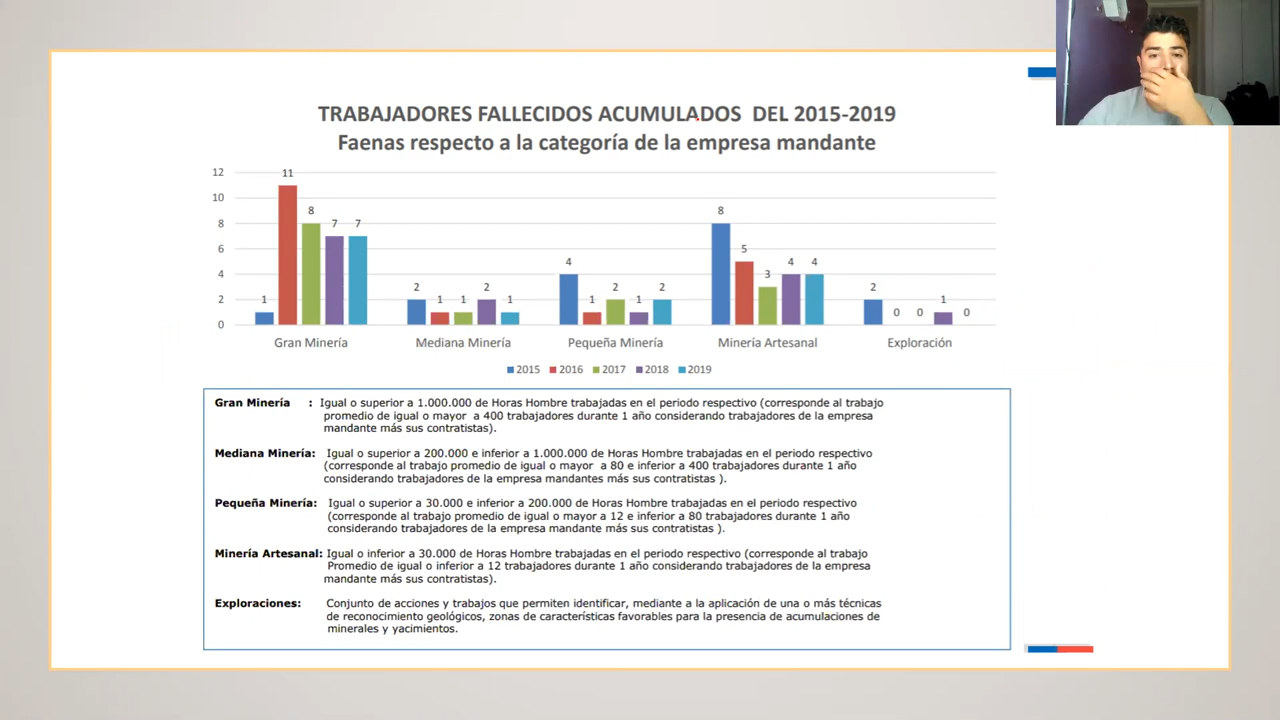 TRABAJADORES FALLECIDOS ACUMULADOS DEL 2015-2019
Faenas respecto a la categoría de la empresa mandante
12
10
8
6
4
2
0
1 11 8 7 7
2 1 1 2 1
4 1 2 1 2
8 5 3 4 4
2 0 0 1 0
Gran Minería Mediana Minería Pequeña Minería Minería Artesanal Exploración
2015 2016 2017 2018 2019
Gran Minería : Igual o superior a 1.000.000 de Horas Hombre trabajadas en el periodo respectivo (corresponde al trabajo
promedio de igual o mayor a 400 trabajadores durante 1 año considerando trabajadores de la empresa
mandante más sus contratistas).
Mediana Minería: Igual o superior a 200.000 e inferior a 1.000.000 de Horas Hombre trabajadas en el periodo respectivo
(corresponde al trabajo promedio de igual o mayor a 80 e inferior a 400 trabajadores durante 1 año
considerando trabajadores de la empresa mandantes más sus contratistas ).
Pequeña Minería: Igual o superior a 30.000 e inferior a 200.000 de Horas Hombre trabajadas en el periodo respectivo
(corresponde al trabajo promedio de igual o mayor a 12 e inferior a 80 trabajadores durante 1 año
considerando trabajadores de la empresa mandante más sus contratistas ).
Minería Artesanal: Igual o inferior a 30.000 de Horas Hombre trabajadas en el periodo respectivo (corresponde al trabajo
Promedio de igual o inferior a 12 trabajadores durante 1 año considerando trabajadores de la empresa
mandante más sus contratistas).
Exploraciones: Conjunto de acciones y trabajos que permiten identificar, mediante a la aplicación de una o más técnicas
de reconocimiento geológicos, zonas de características favorables para la presencia de acumulaciones de
minerales y yacimientos.